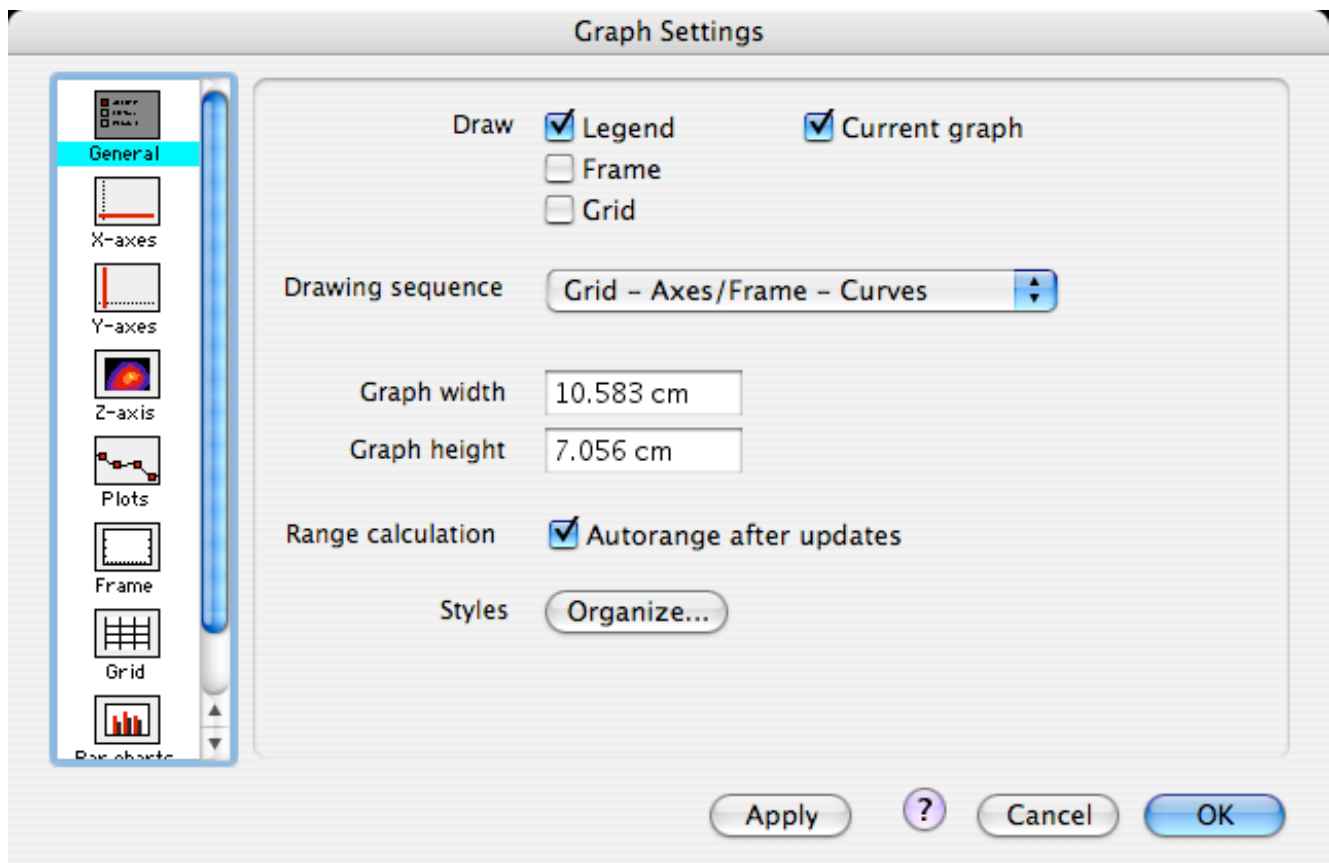 Graph Settings
General
X-axes
Y-axes
Z-axis
Plots
Frame
Grid
Bar charts
Draw
Legend
Current graph
Frame
Grid
Drawing sequence
Grid – Axes/Frame – Curves
Graph width
10.583 cm
Graph height
7.056 cm
Range calculation
Autorange after updates
Styles
Organize...
Apply
?
Cancel
OK